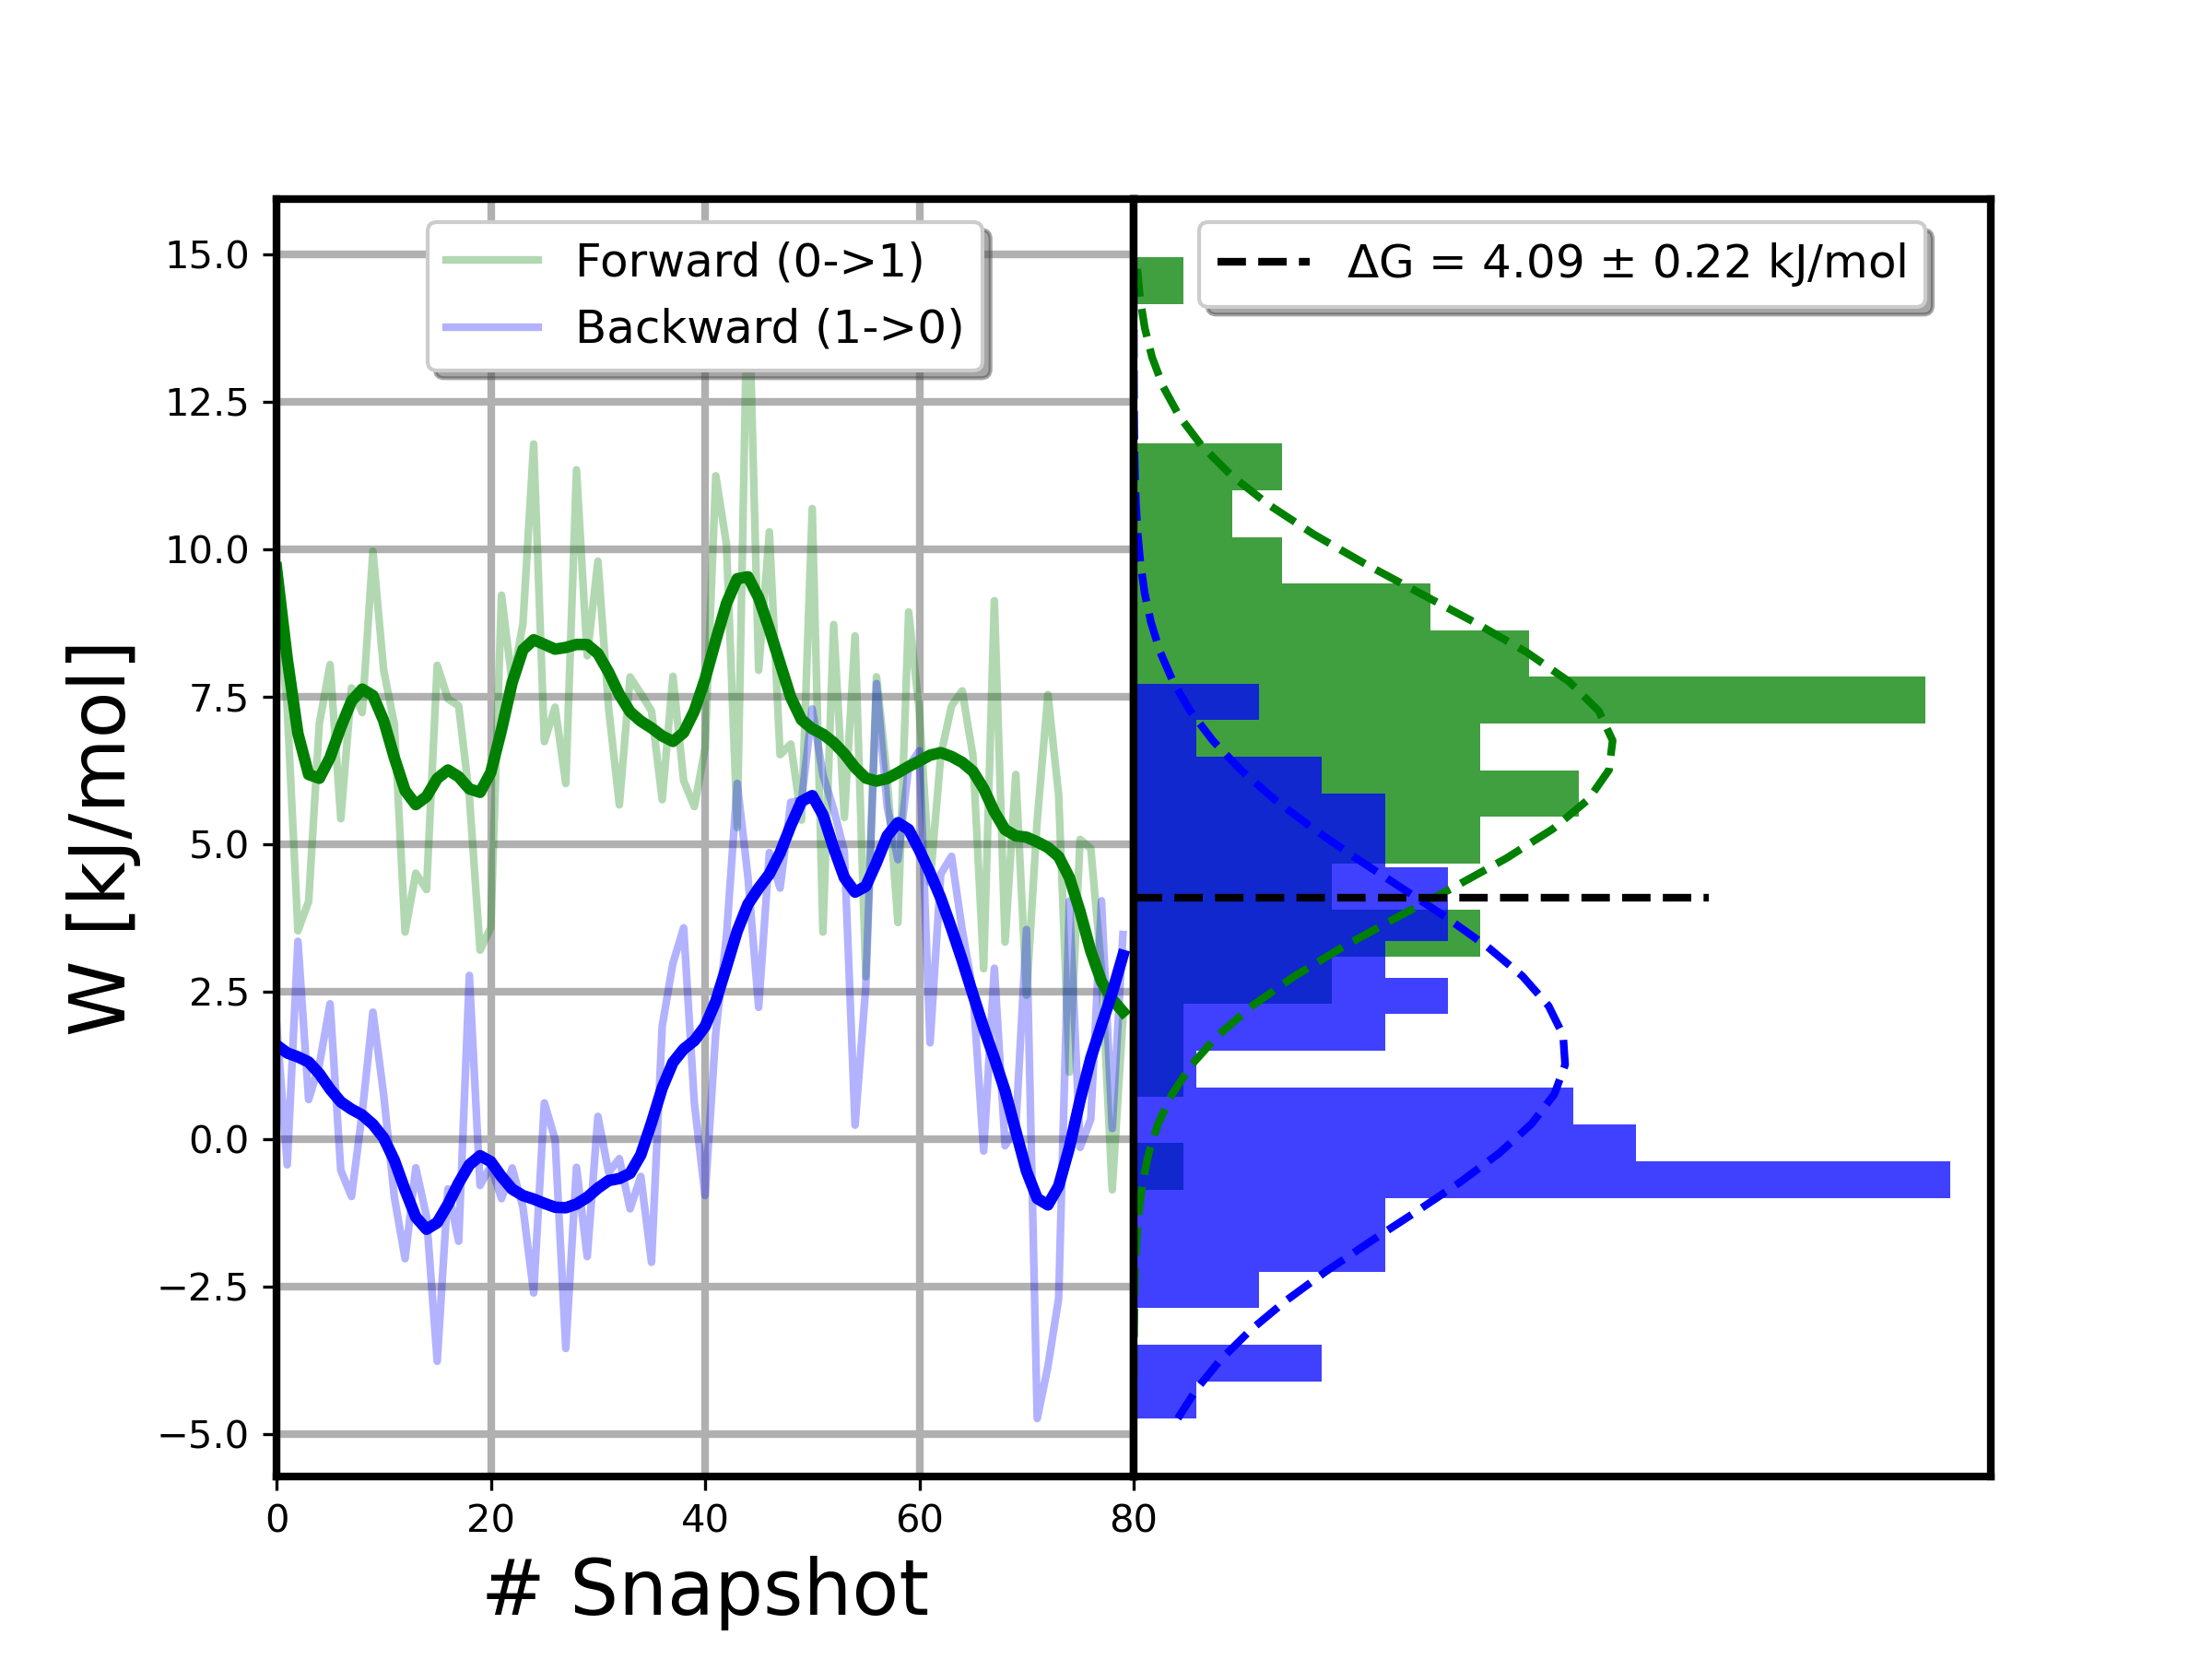 Forward (0->1)
Backward (1->0)
ΔG = 4.09 ± 0.22 kJ/mol
W [kJ/mol]
15.0
12.5
10.0
7.5
5.0
2.5
0.0
−2.5
−5.0
0 20 40 60 80
# Snapshot